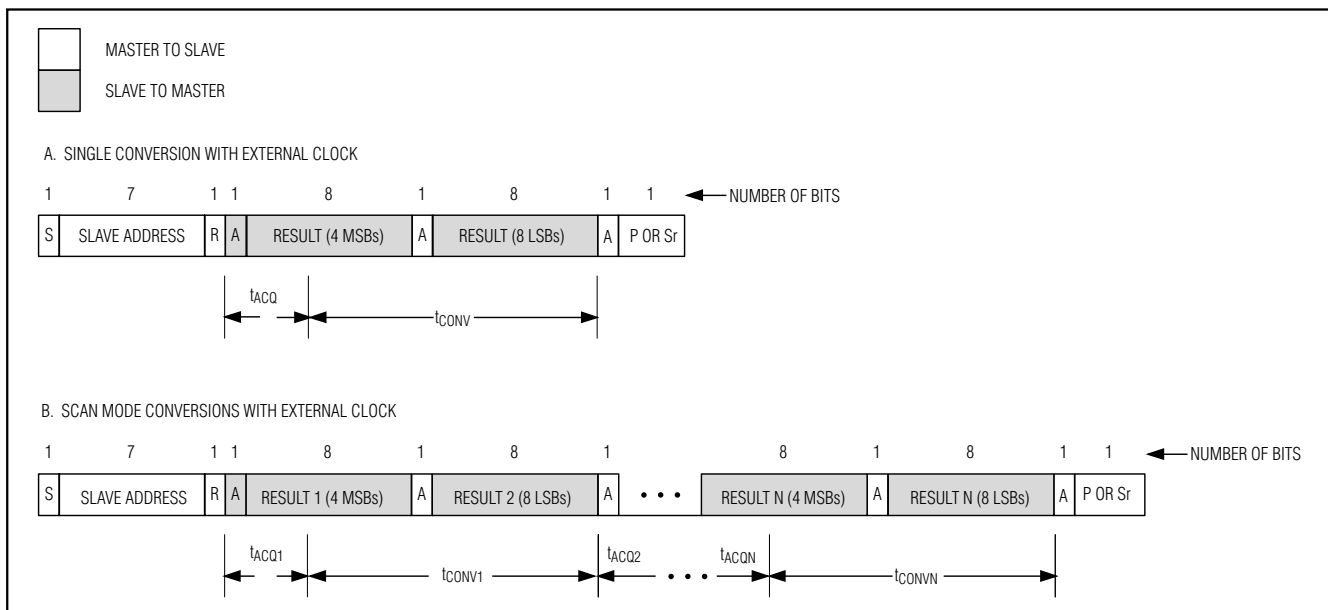 MASTER TO SLAVE
SLAVE TO MASTER
A. SINGLE CONVERSION WITH EXTERNAL CLOCK
1 7 1 1 8 1 8 1 1 NUMBER OF BITS
S SLAVE ADDRESS R A RESULT (4 MSBs) A RESULT (8 LSBs) A P OR Sr
tACQ
tCONV
B. SCAN MODE CONVERSIONS WITH EXTERNAL CLOCK
1 7 1 1 8 1 8 1 8 1 8 1 1 NUMBER OF BITS
S SLAVE ADDRESS R A RESULT 1 (4 MSBs) A RESULT 2 (8 LSBs) A • • • RESULT N (4 MSBs) A RESULT N (8 LSBs) A P OR Sr
tACQ1 tACQ2 tACQN
tCONV1 • • • tCONVN